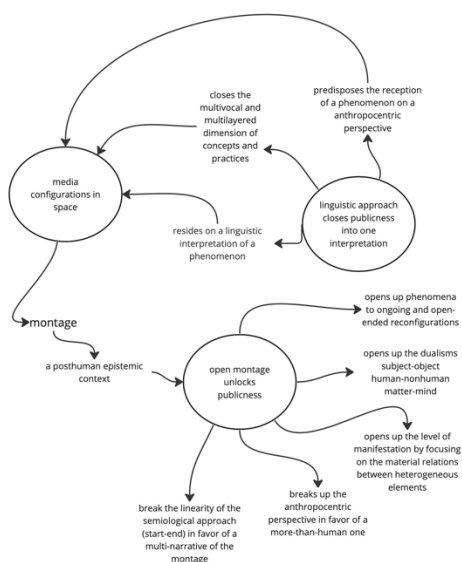 predisposes the reception
of a phenomenon on a
anthropocentric
perspective
closes the
multivocal and
multilayered
dimension of
concepts and
practices
media
configurations in
space
linguistic approach
closes publicness
into one
interpretation
resides on a linguistic
interpretation of a
phenomenon
montage
a posthuman epistemic
context
open montage
unlocks
publicness
opens up phenomena
to ongoing and open-
ended reconfigurations
opens up the dualisms
subject-object
human-nonhuman
matter-mind
opens up the level of
manifestation by focusing
on the material relations
between heterogeneous
elements
breaks up the
anthropocentric
perspective in favor of a
more-than-human one
break the linearity of the
semiological approach
(start-end) in favor of a
multi-narrative of the
montage